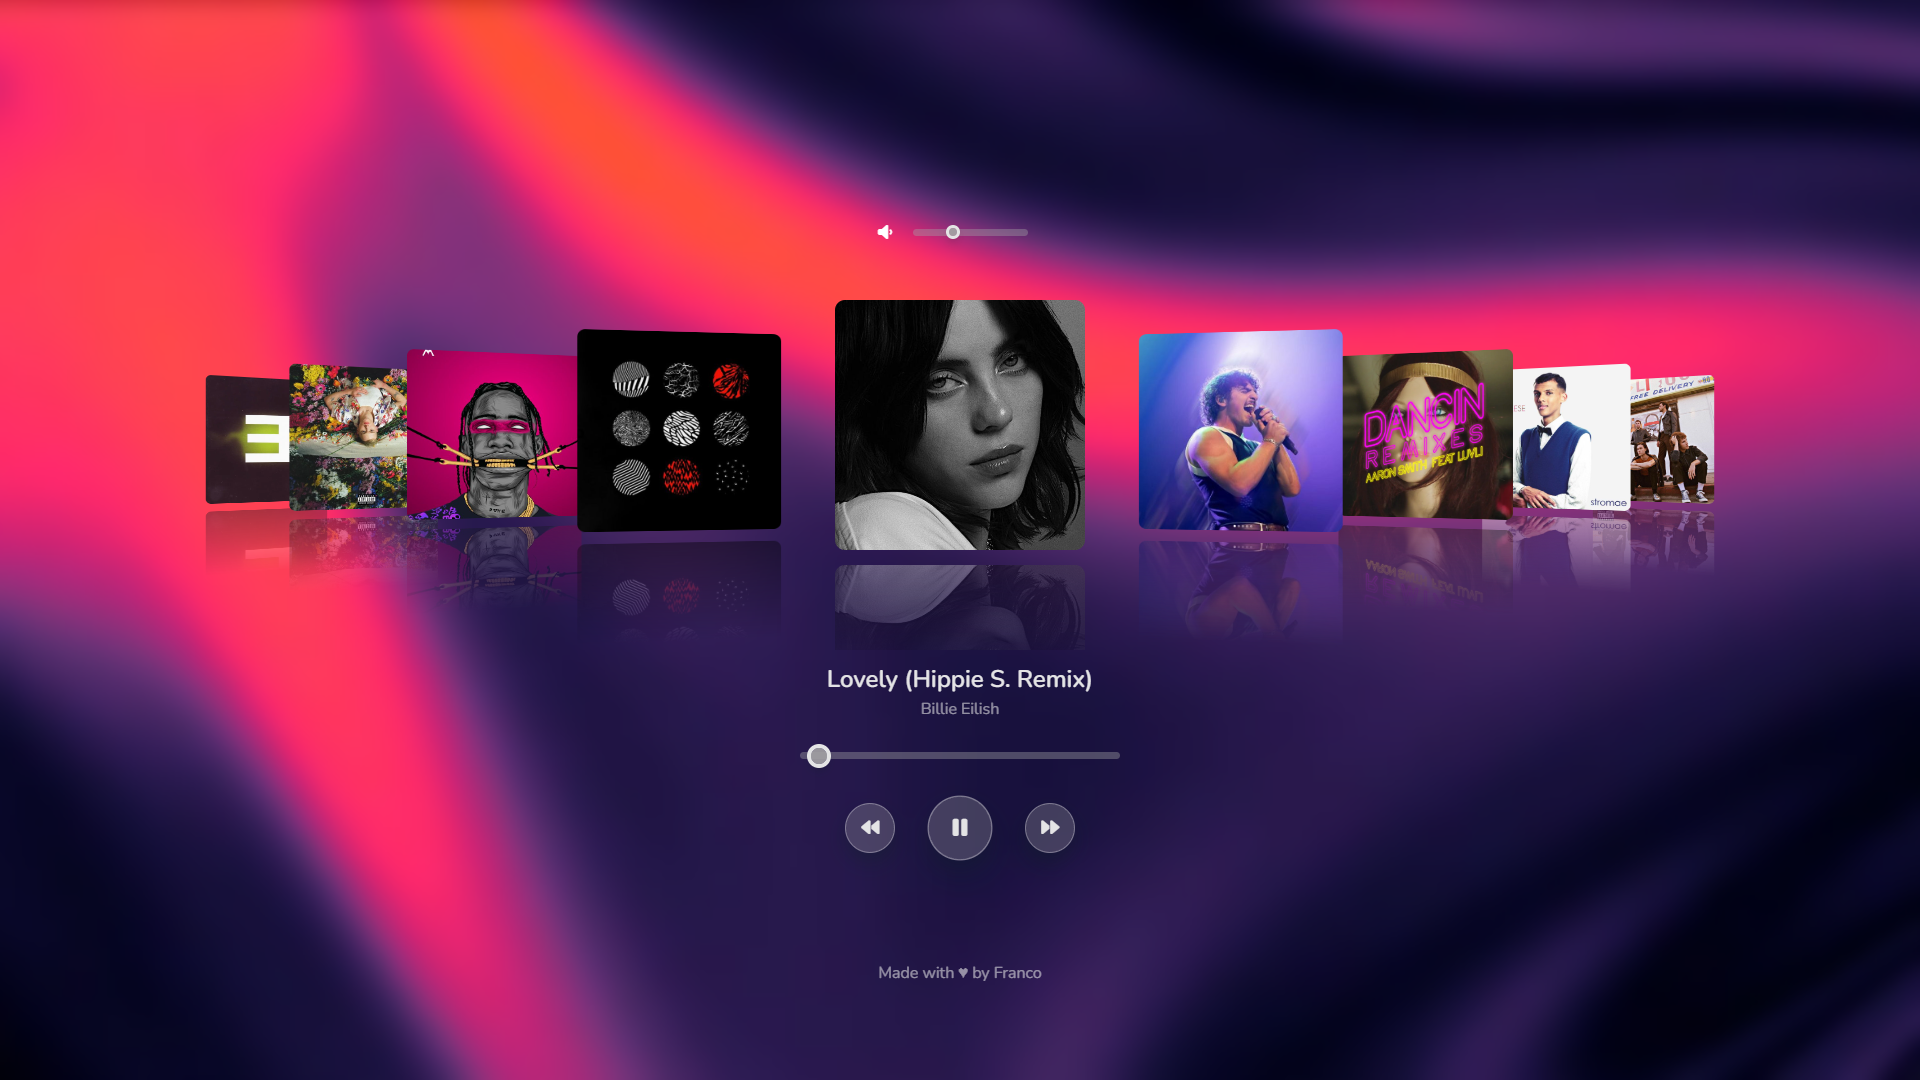 FREE DELIVERY
DANCIN
REMIXES
AARON SMITH FEAT LUVLI
stromae
Lovely (Hippie S. Remix)
Billie Eilish
Made with ♥ by Franco